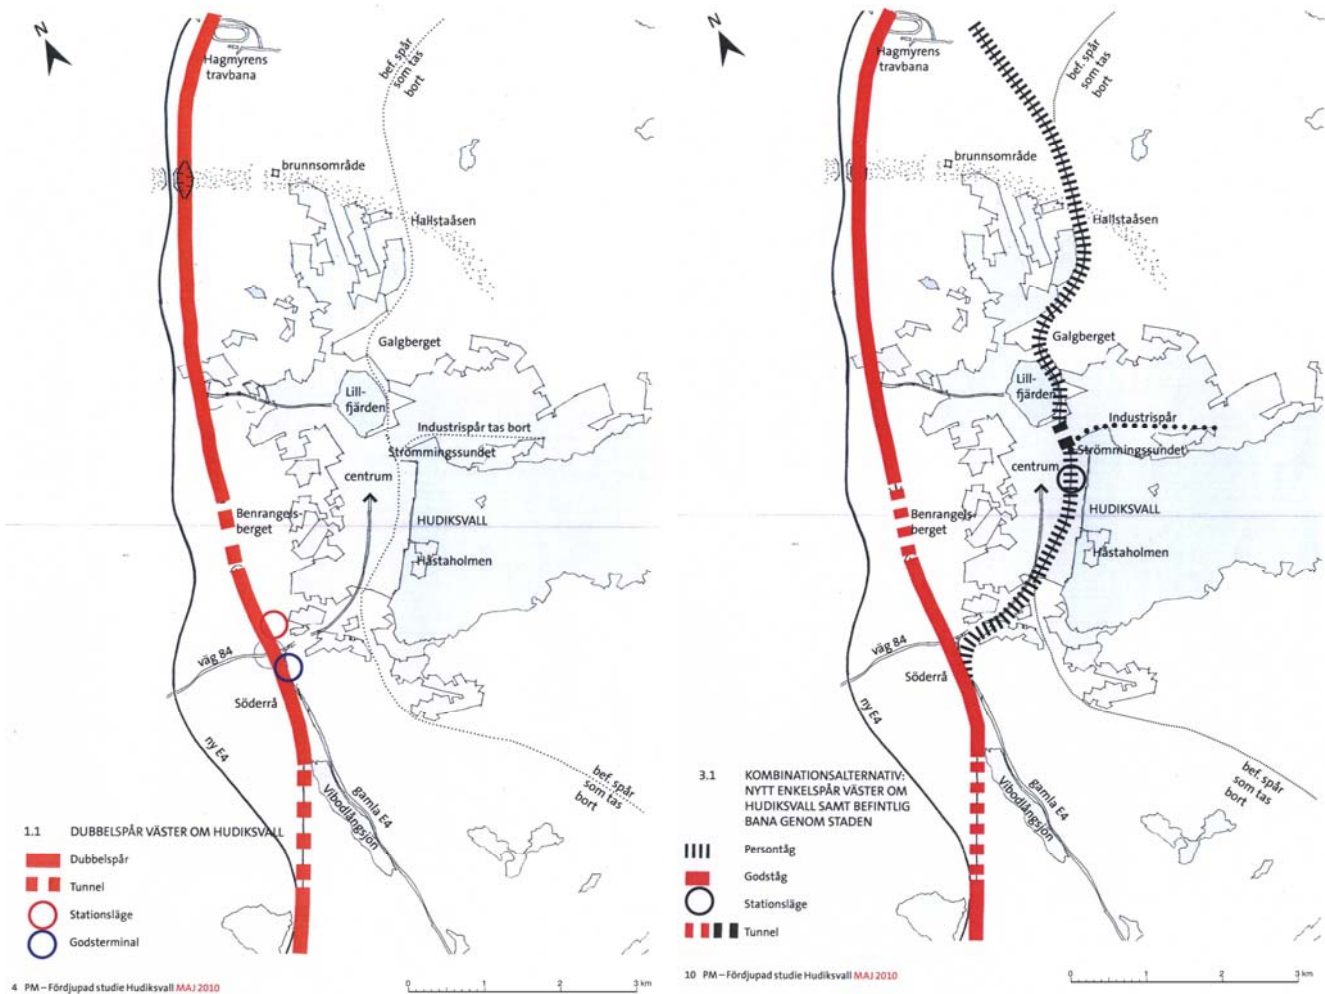 N
Hagmyrens
travbana
bef. spår
som tas
bort
brunnsområde
Hallstaåsen
Galgberget
Lill-
fjärden
Industrispår tas bort
Strömmingssundet
centrum
Benrangels-
berget
HUDIKSVALL
Håstaholmen
väg 84
Söderrå
ny E4
gamla E4
Vibodlångsjön
bef. spår
som tas
bort
1.1 DUBBELSPÅR VÄSTER OM HUDIKSVALL
Dubbelspår
Tunnel
Stationsläge
Godsterminal
0 1 2 3 km
4 PM – Fördjupad studie Hudiksvall MAJ 2010
N
Hagmyrens
travbana
bef. spår
som tas
bort
brunnsområde
Hallstaåsen
Galgberget
Lill-
fjärden
Industrispår
Strömmingssundet
centrum
Benrangels-
berget
HUDIKSVALL
Håstaholmen
väg 84
Söderrå
ny E4
gamla E4
Vibodlångsjön
bef. spår
som tas
bort
3.1 KOMBINATIONSALTERNATIV:
NYTT ENKELSPÅR VÄSTER OM
HUDIKSVALL SAMT BEFINTLIG
BANA GENOM STADEN
Persontåg
Godståg
Stationsläge
Tunnel
0 1 2 3 km
10 PM – Fördjupad studie Hudiksvall MAJ 2010